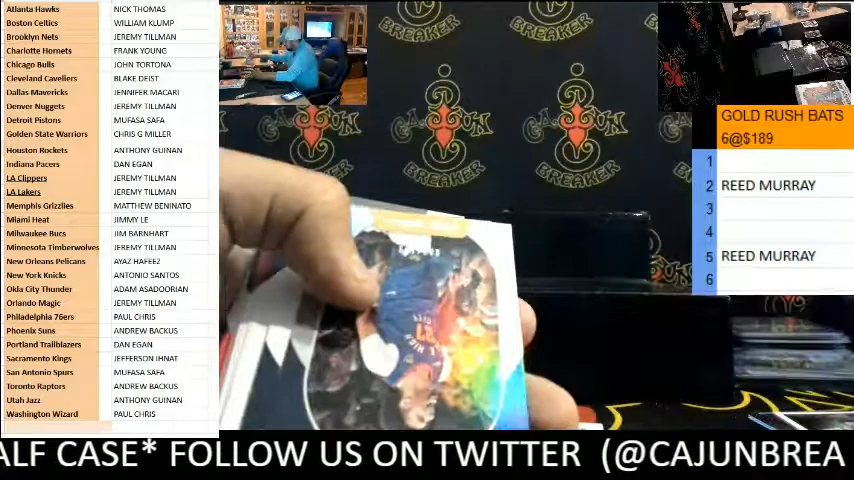 Atlanta Hawks NICK THOMAS
Boston Celtics WILLIAM KLUMP
Brooklyn Nets JEREMY TILLMAN
Charlotte Hornets FRANK YOUNG
Chicago Bulls JOHN TORTONA
Cleveland Cavaliers BLAKE DEIST
Dallas Mavericks JENNIFER MACARI
Denver Nuggets JEREMY TILLMAN
Detroit Pistons MUFASA SAFA
Golden State Warriors CHRIS G MILLER
Houston Rockets ANTHONY GUINAN
Indiana Pacers DAN EGAN
LA Clippers JEREMY TILLMAN
LA Lakers JEREMY TILLMAN
Memphis Grizzlies MATTHEW BENINATO
Miami Heat JIMMY LE
Milwaukee Bucs JIM BARNHART
Minnesota Timberwolves JEREMY TILLMAN
New Orleans Pelicans AYAZ HAFEEZ
New York Knicks ANTONIO SANTOS
Okla City Thunder ADAM ASADOORIAN
Orlando Magic JEREMY TILLMAN
Philadelphia 76ers PAUL CHRIS
Phoenix Suns ANDREW BACKUS
Portland Trailblazers DAN EGAN
Sacramento Kings JEFFERSON IHNAT
San Antonio Spurs MUFASA SAFA
Toronto Raptors ANDREW BACKUS
Utah Jazz ANTHONY GUINAN
Washington Wizard PAUL CHRIS
BREAKER
BREAKER
CAJUN
BREAKER
CAJUN
BREAKER
GOLD RUSH BATS
6@$189
1
2 REED MURRAY
3
4
5 REED MURRAY
6
ALF CASE* FOLLOW US ON TWITTER (@CAJUNBREA